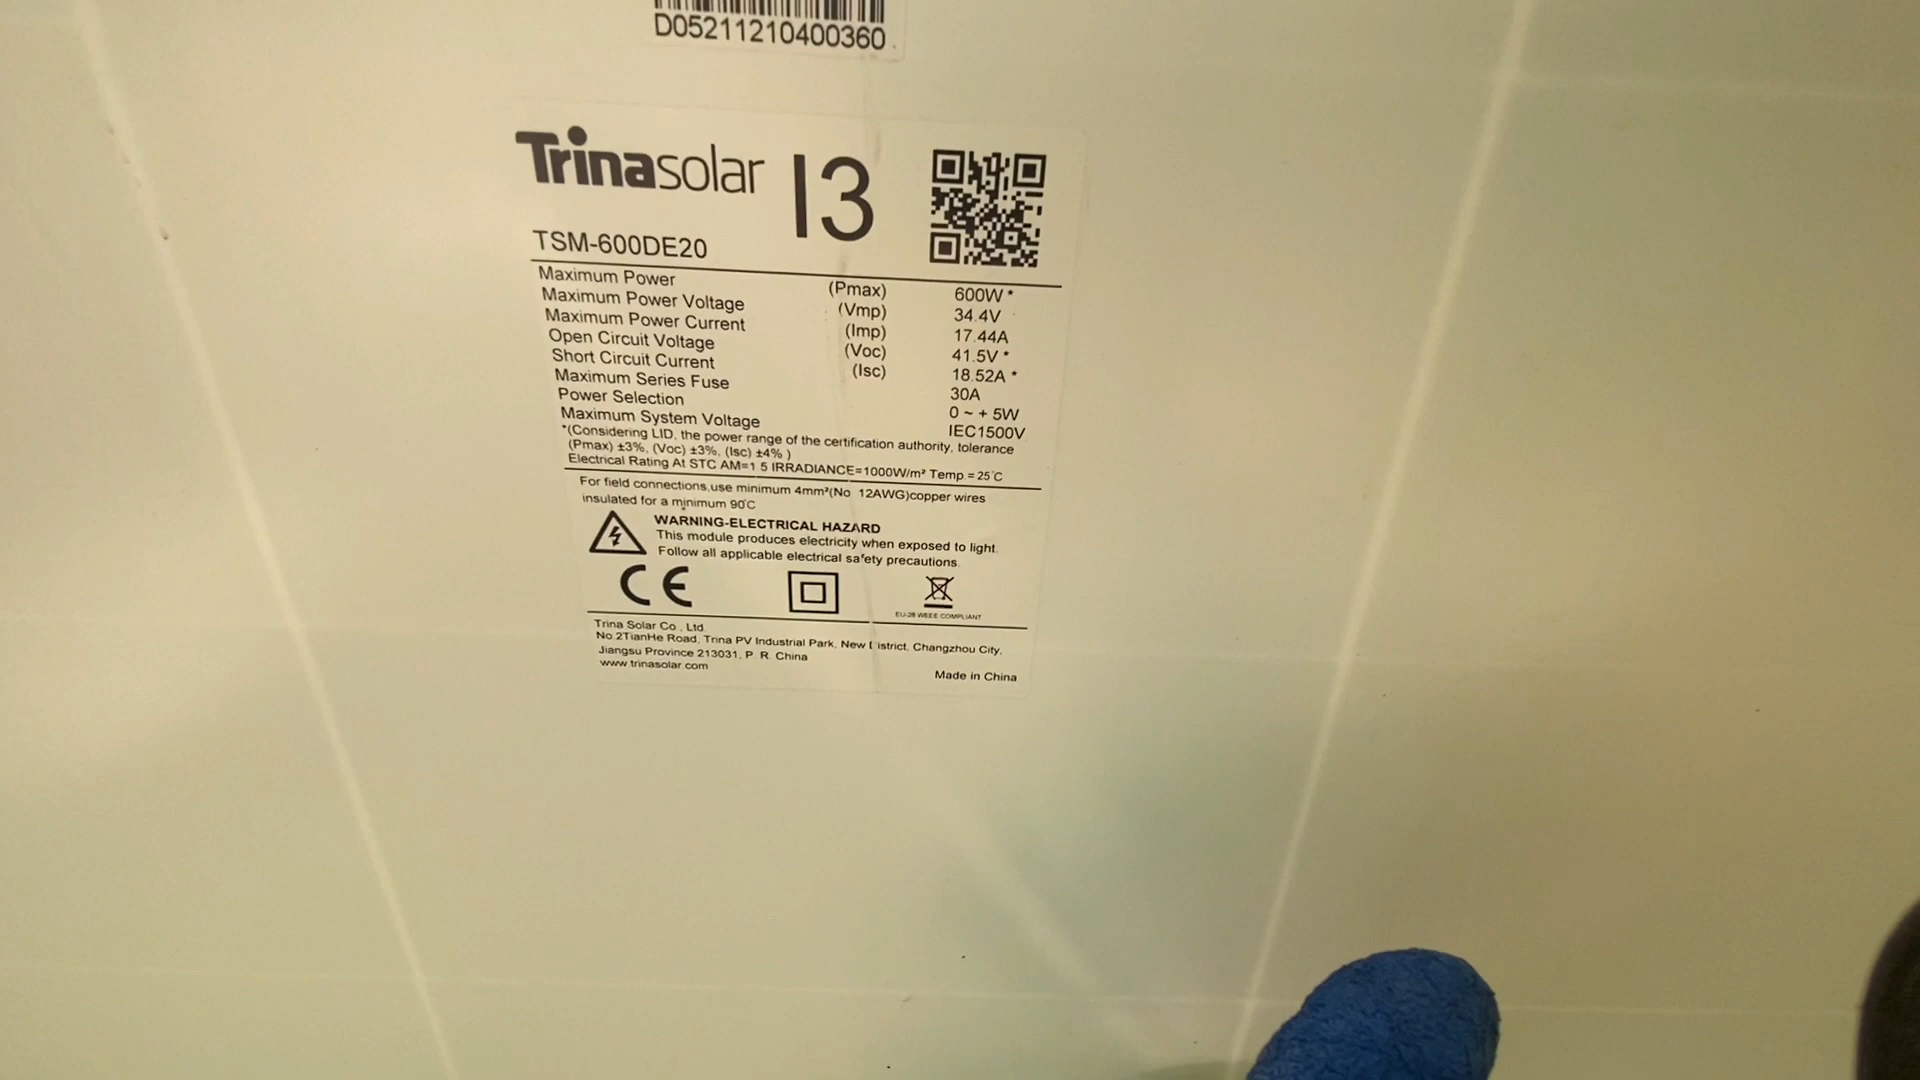 D05211210400360
Trinasolar I3
TSM-600DE20
Maximum Power (Pmax) 600W *
Maximum Power Voltage (Vmp) 34.4V
Maximum Power Current (Imp) 17.44A
Open Circuit Voltage (Voc) 41.5V *
Short Circuit Current (Isc) 18.52A *
Maximum Series Fuse 30A
Power Selection 0 ~ + 5W
Maximum System Voltage IEC1500V
*(Considering LID, the power range of the certification authority, tolerance
(Pmax) ±3%, (Voc) ±3%, (Isc) ±4% )
Electrical Rating At STC AM=1 5 IRRADIANCE=1000W/m² Temp = 25℃
For field connections,use minimum 4mm²(No 12AWG)copper wires
insulated for a minimum 90℃
WARNING-ELECTRICAL HAZARD
This module produces electricity when exposed to light.
Follow all applicable electrical safety precautions.
CE
EU-28 WEEE COMPLIANT
Trina Solar Co., Ltd.
No.2TianHe Road, Trina PV Industrial Park, New District, Changzhou City,
Jiangsu Province 213031, P. R. China
www.trinasolar.com
Made in China